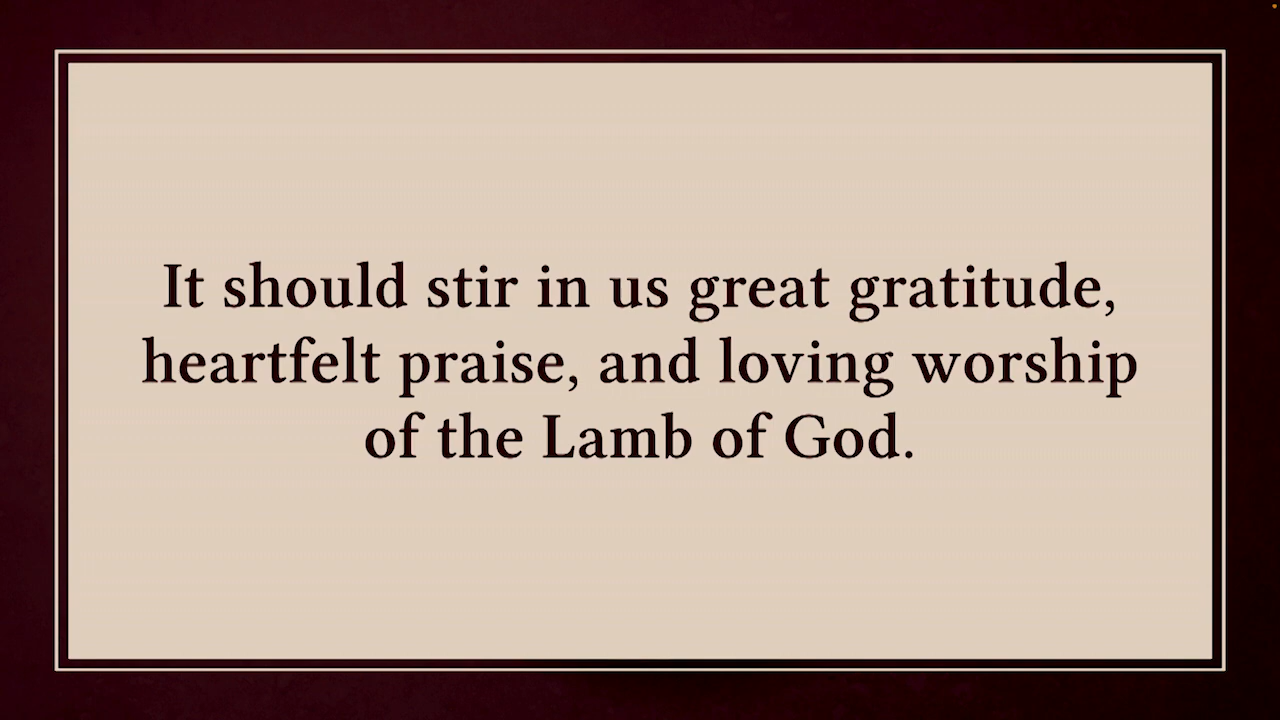 It should stir in us great gratitude,
heartfelt praise, and loving worship
of the Lamb of God.